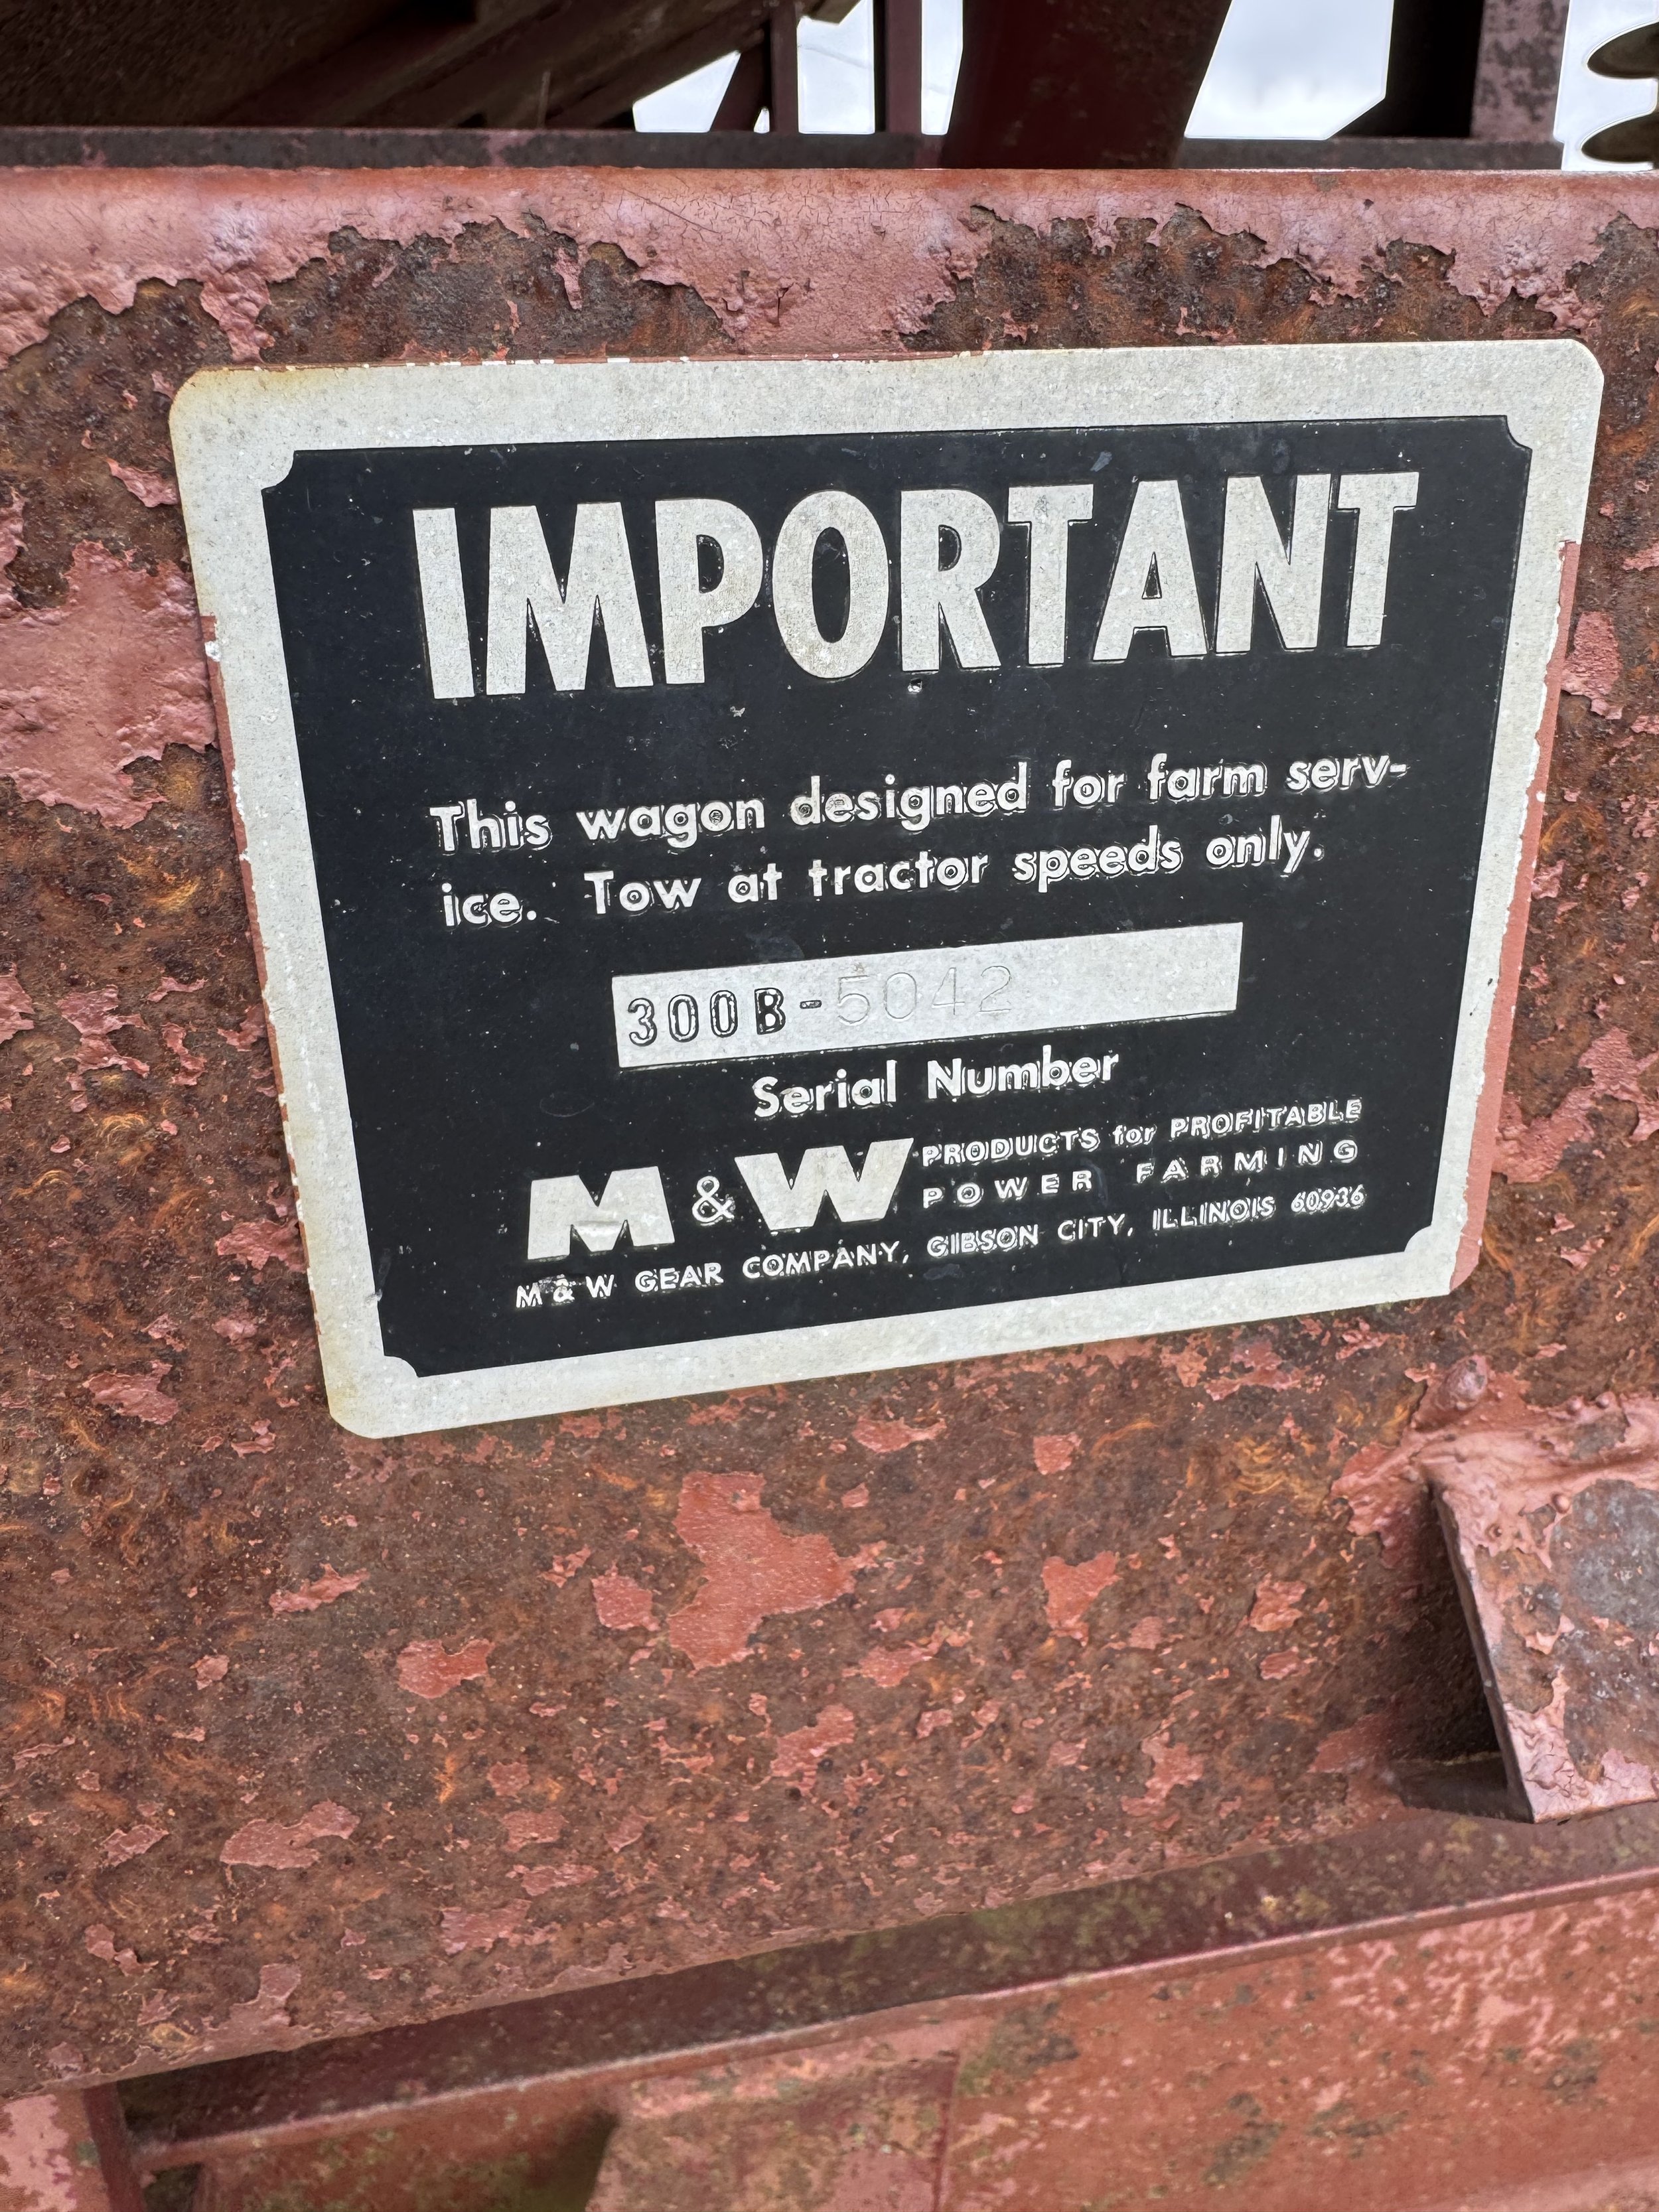 IMPORTANT
This wagon designed for farm serv-
ice. Tow at tractor speeds only.
300B-5042
Serial Number
M & W PRODUCTS for PROFITABLE
POWER FARMING
M & W GEAR COMPANY, GIBSON CITY, ILLINOIS 60936